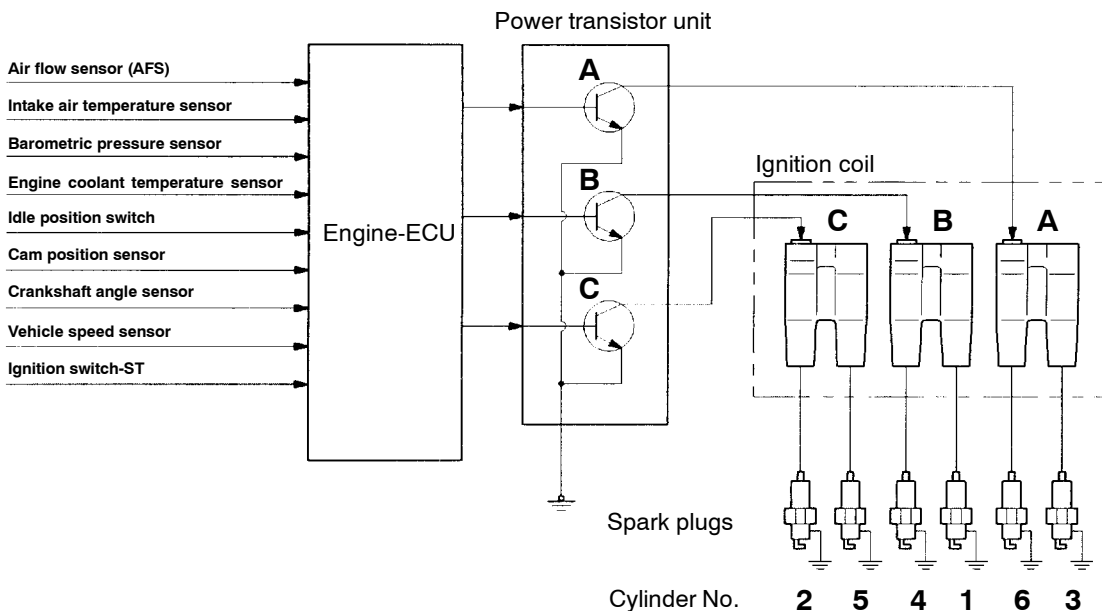 Power transistor unit
Air flow sensor (AFS)
Intake air temperature sensor
Barometric pressure sensor
Engine coolant temperature sensor
Idle position switch
Cam position sensor
Crankshaft angle sensor
Vehicle speed sensor
Ignition switch-ST
Engine-ECU
A
B
C
Ignition coil
C B A
Spark plugs
Cylinder No. 2 5 4 1 6 3